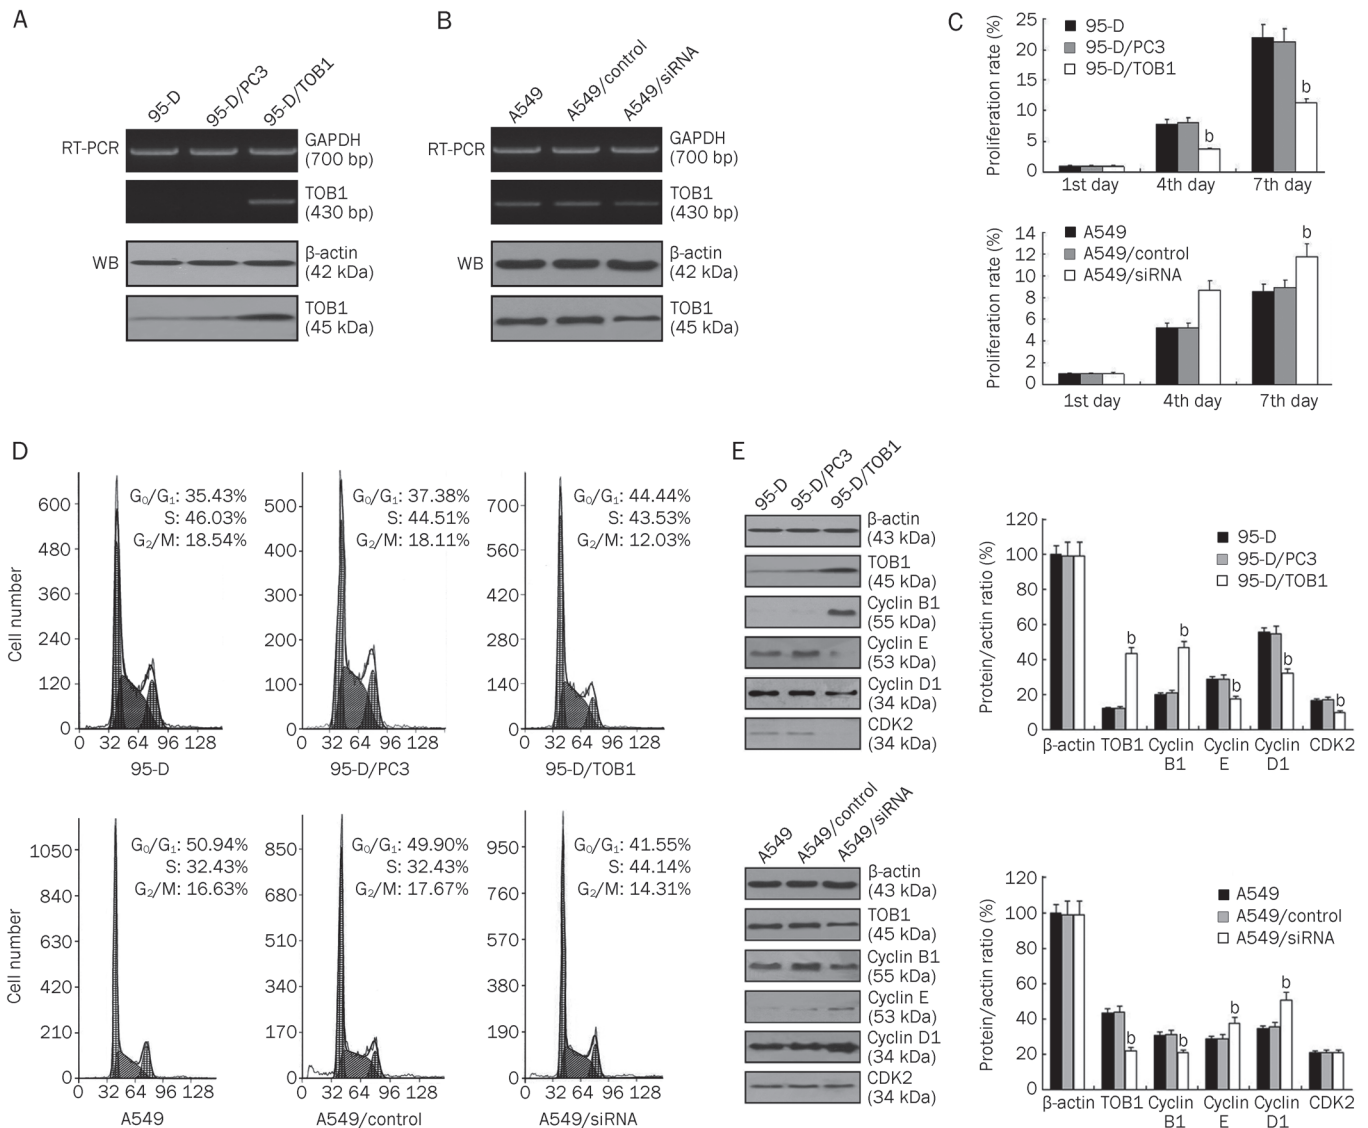 A
95-D
95-D/PC3
95-D/TOB1
RT-PCR
GAPDH
(700 bp)
TOB1
(430 bp)
WB
β-actin
(42 kDa)
TOB1
(45 kDa)
B
A549
A549/control
A549/siRNA
RT-PCR
GAPDH
(700 bp)
TOB1
(430 bp)
WB
β-actin
(42 kDa)
TOB1
(45 kDa)
C
Proliferation rate (%)
25
20
15
10
5
0
95-D
95-D/PC3
95-D/TOB1
b
b
1st day
4th day
7th day
Proliferation rate (%)
14
12
10
8
6
4
2
0
A549
A549/control
A549/siRNA
b
1st day
4th day
7th day
D
Cell number
600
480
360
240
120
0
G₀/G₁: 35.43%
S: 46.03%
G₂/M: 18.54%
0 32 64 96 128
95-D
500
400
300
200
100
0
G₀/G₁: 37.38%
S: 44.51%
G₂/M: 18.11%
0 32 64 96 128
95-D/PC3
700
560
420
280
140
0
G₀/G₁: 44.44%
S: 43.53%
G₂/M: 12.03%
0 32 64 96 128
95-D/TOB1
Cell number
1050
840
630
420
210
0
G₀/G₁: 50.94%
S: 32.43%
G₂/M: 16.63%
0 32 64 96 128
A549
850
680
510
340
170
0
G₀/G₁: 49.90%
S: 32.43%
G₂/M: 17.67%
0 32 64 96 128
A549/control
950
760
570
380
190
0
G₀/G₁: 41.55%
S: 44.14%
G₂/M: 14.31%
0 32 64 96 128
A549/siRNA
E
95-D
95-D/PC3
95-D/TOB1
β-actin
(43 kDa)
TOB1
(45 kDa)
Cyclin B1
(55 kDa)
Cyclin E
(53 kDa)
Cyclin D1
(34 kDa)
CDK2
(34 kDa)
Protein/actin ratio (%)
120
100
80
60
40
20
0
95-D
95-D/PC3
95-D/TOB1
b
b
b
b
b
β-actin TOB1 Cyclin Cyclin Cyclin CDK2
B1 E D1
A549
A549/control
A549/siRNA
β-actin
(43 kDa)
TOB1
(45 kDa)
Cyclin B1
(55 kDa)
Cyclin E
(53 kDa)
Cyclin D1
(34 kDa)
CDK2
(34 kDa)
Protein/actin ratio (%)
120
100
80
60
40
20
0
A549
A549/control
A549/siRNA
b
b
b
b
β-actin TOB1 Cyclin Cyclin Cyclin CDK2
B1 E D1